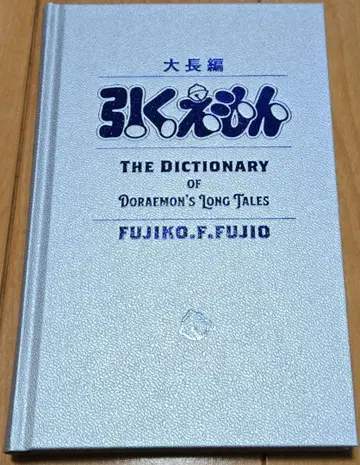 大長編
引くえもん
THE DICTIONARY
OF
DORAEMON'S LONG TALES
FUJIKO.F.FUJIO